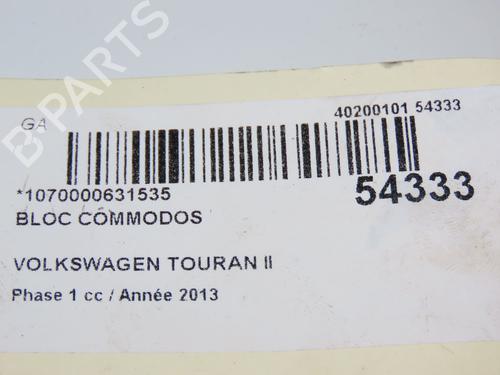 B-PARTS
GA
40200101 54333
*1070000631535
54333
BLOC COMMODOS
VOLKSWAGEN TOURAN II
Phase 1 cc / Année 2013